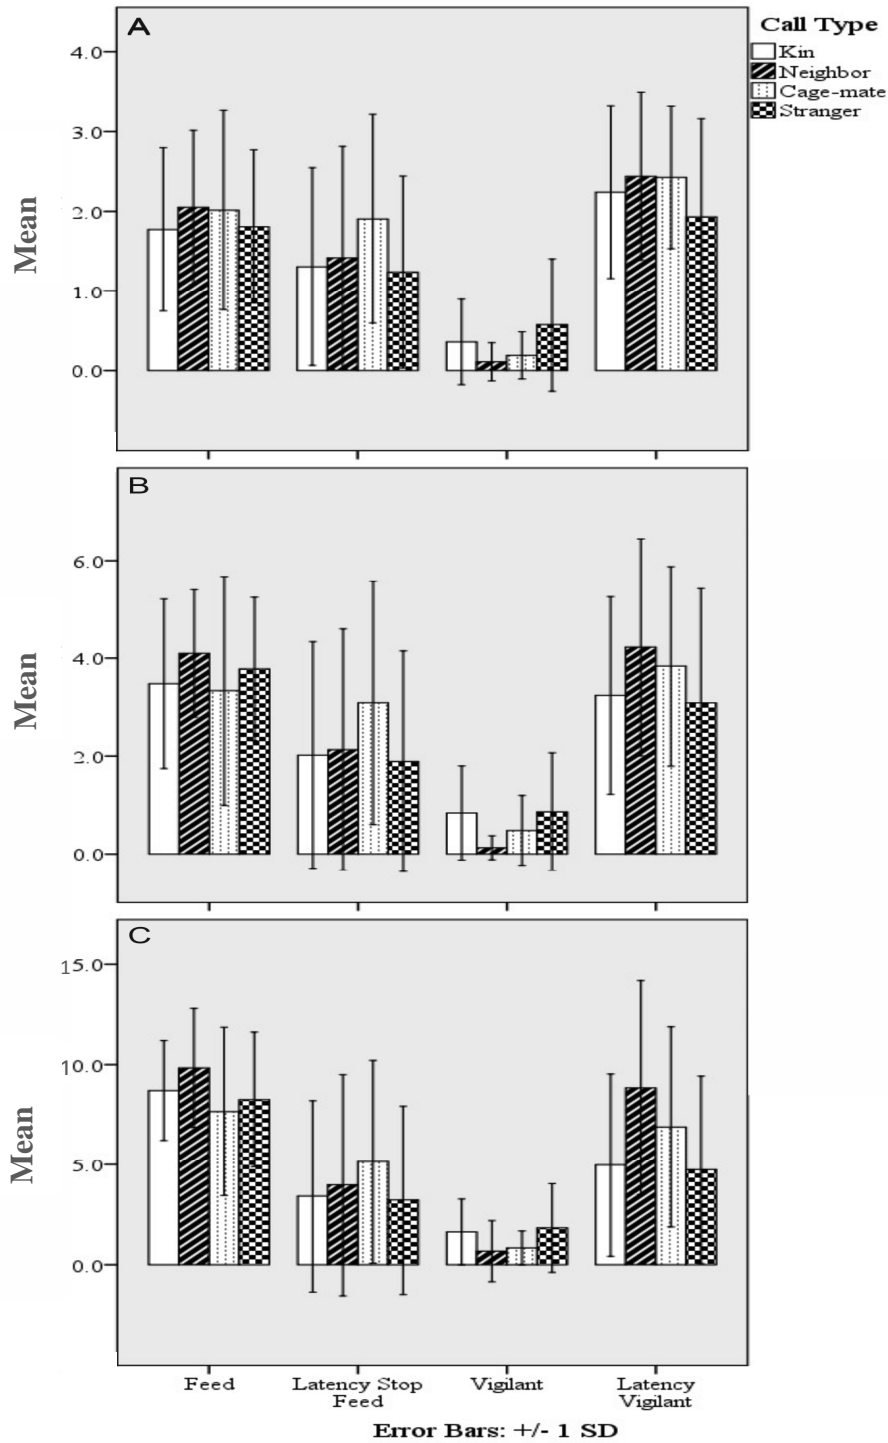 A
Call Type
Kin
Neighbor
Cage-mate
Stranger
4.0
3.0
2.0
1.0
0.0
Mean
B
6.0
4.0
2.0
0.0
Mean
C
15.0
10.0
5.0
0.0
Mean
Feed
Latency Stop Feed
Vigilant
Latency Vigilant
Error Bars: +/- 1 SD